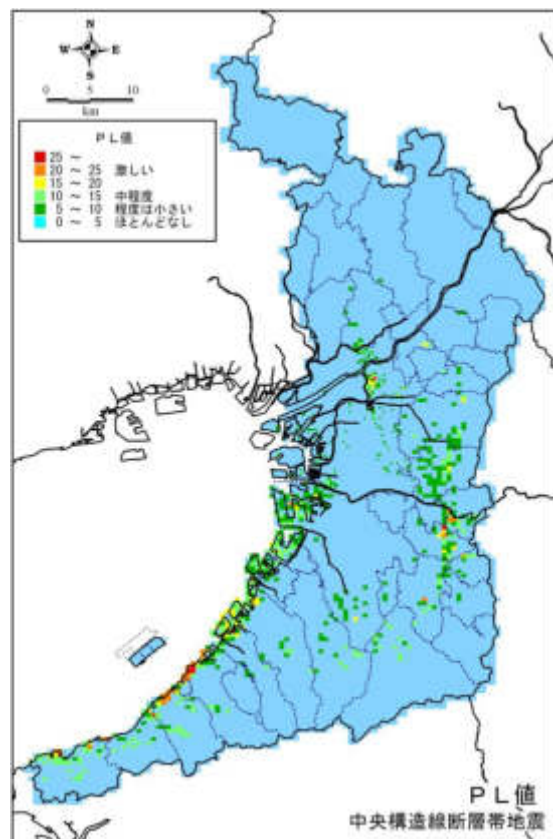 N
W E
S
0 5 10
km
PL値
25 ～
20 ～ 25 激しい
15 ～ 20
10 ～ 15 中程度
5 ～ 10 程度は小さい
0 ～ 5 ほとんどなし
PL値
中央構造線断層帯地震